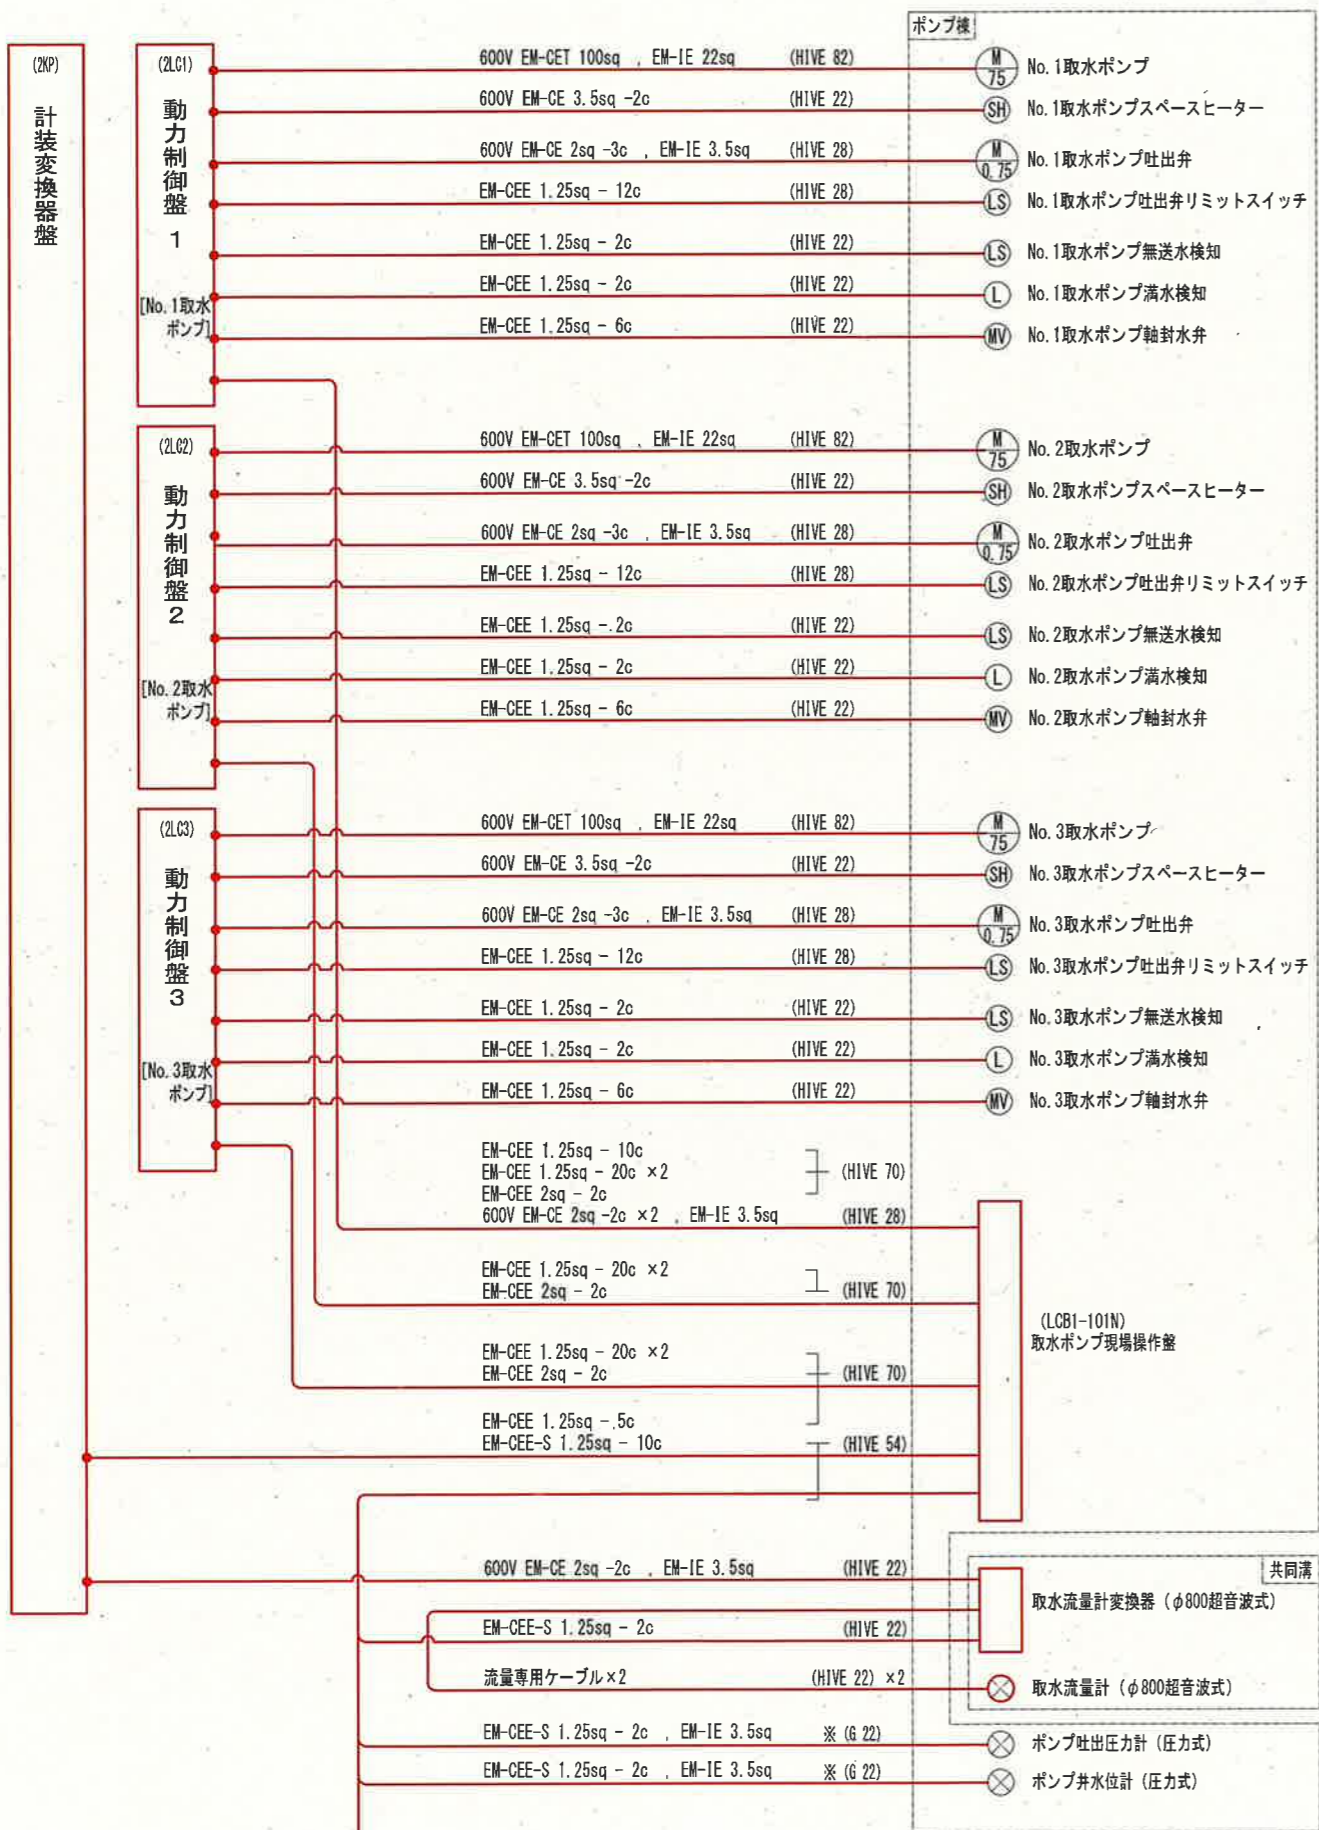 ポンプ棟
(2KP)
計装変換器盤
(2LC1)
動力制御盤 1
[No.1取水
ポンプ]
600V EM-CET 100sq , EM-IE 22sq (HIVE 82) M 75 No.1取水ポンプ
600V EM-CE 3.5sq -2c (HIVE 22) SH No.1取水ポンプスペースヒーター
600V EM-CE 2sq -3c , EM-IE 3.5sq (HIVE 28) M 0.75 No.1取水ポンプ吐出弁
EM-CEE 1.25sq - 12c (HIVE 28) LS No.1取水ポンプ吐出弁リミットスイッチ
EM-CEE 1.25sq - 2c (HIVE 22) LS No.1取水ポンプ無送水検知
EM-CEE 1.25sq - 2c (HIVE 22) L No.1取水ポンプ満水検知
EM-CEE 1.25sq - 6c (HIVE 22) MV No.1取水ポンプ軸封水弁
(2LC2)
動力制御盤2
[No.2取水
ポンプ]
600V EM-CET 100sq , EM-IE 22sq (HIVE 82) M 75 No.2取水ポンプ
600V EM-CE 3.5sq -2c (HIVE 22) SH No.2取水ポンプスペースヒーター
600V EM-CE 2sq -3c , EM-IE 3.5sq (HIVE 28) M 0.75 No.2取水ポンプ吐出弁
EM-CEE 1.25sq - 12c (HIVE 28) LS No.2取水ポンプ吐出弁リミットスイッチ
EM-CEE 1.25sq - 2c (HIVE 22) LS No.2取水ポンプ無送水検知
EM-CEE 1.25sq - 2c (HIVE 22) L No.2取水ポンプ満水検知
EM-CEE 1.25sq - 6c (HIVE 22) MV No.2取水ポンプ軸封水弁
(2LC3)
動力制御盤3
[No.3取水
ポンプ]
600V EM-CET 100sq , EM-IE 22sq (HIVE 82) M 75 No.3取水ポンプ
600V EM-CE 3.5sq -2c (HIVE 22) SH No.3取水ポンプスペースヒーター
600V EM-CE 2sq -3c , EM-IE 3.5sq (HIVE 28) M 0.75 No.3取水ポンプ吐出弁
EM-CEE 1.25sq - 12c (HIVE 28) LS No.3取水ポンプ吐出弁リミットスイッチ
EM-CEE 1.25sq - 2c (HIVE 22) LS No.3取水ポンプ無送水検知
EM-CEE 1.25sq - 2c (HIVE 22) L No.3取水ポンプ満水検知
EM-CEE 1.25sq - 6c (HIVE 22) MV No.3取水ポンプ軸封水弁
EM-CEE 1.25sq - 10c
EM-CEE 1.25sq - 20c ×2 (HIVE 70)
EM-CEE 2sq - 2c
600V EM-CE 2sq -2c ×2 , EM-IE 3.5sq (HIVE 28)
EM-CEE 1.25sq - 20c ×2
EM-CEE 2sq - 2c (HIVE 70)
(LCB1-101N)
取水ポンプ現場操作盤
EM-CEE 1.25sq - 20c ×2
EM-CEE 2sq - 2c (HIVE 70)
EM-CEE 1.25sq - 5c
EM-CEE-S 1.25sq - 10c (HIVE 54)
共同溝
600V EM-CE 2sq -2c , EM-IE 3.5sq (HIVE 22)
取水流量計変換器 (φ800超音波式)
EM-CEE-S 1.25sq - 2c (HIVE 22)
流量専用ケーブル×2 (HIVE 22) ×2 取水流量計 (φ800超音波式)
EM-CEE-S 1.25sq - 2c , EM-IE 3.5sq ※ (G 22) ポンプ吐出圧力計 (圧力式)
EM-CEE-S 1.25sq - 2c , EM-IE 3.5sq ※ (G 22) ポンプ井水位計 (圧力式)